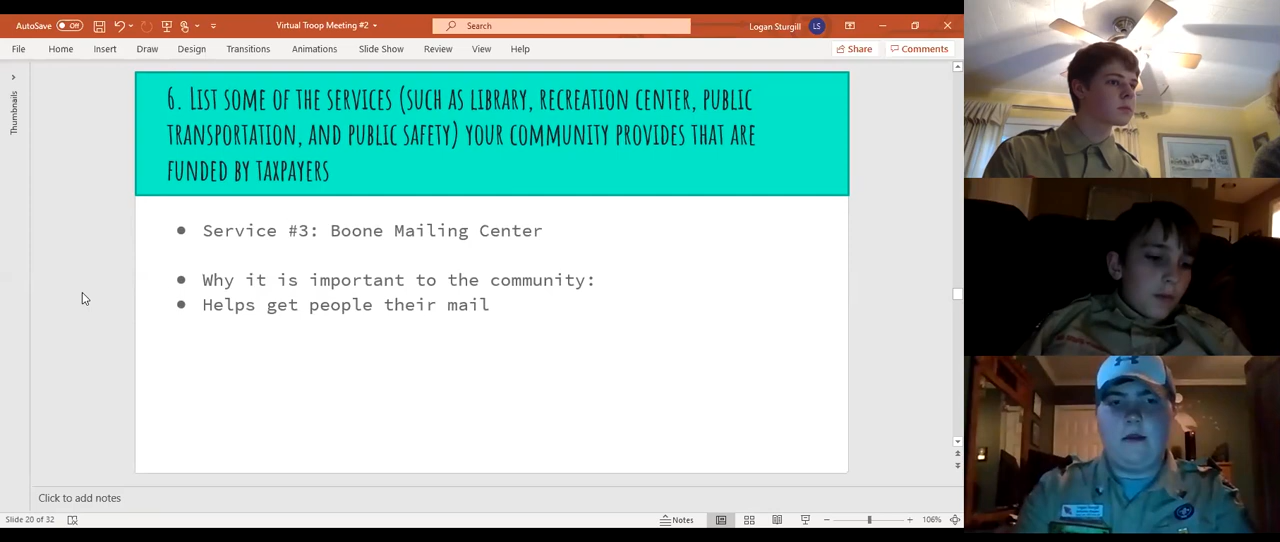 AutoSave Off Virtual Troop Meeting #2 Search Logan Sturgill LS
File Home Insert Draw Design Transitions Animations Slide Show Review View Help Share Comments
Thumbnails
6. List some of the services (such as library, recreation center, public
transportation, and public safety) your community provides that are
funded by taxpayers
Service #3: Boone Mailing Center
Why it is important to the community:
Helps get people their mail
Click to add notes
Slide 20 of 32 Notes 106%